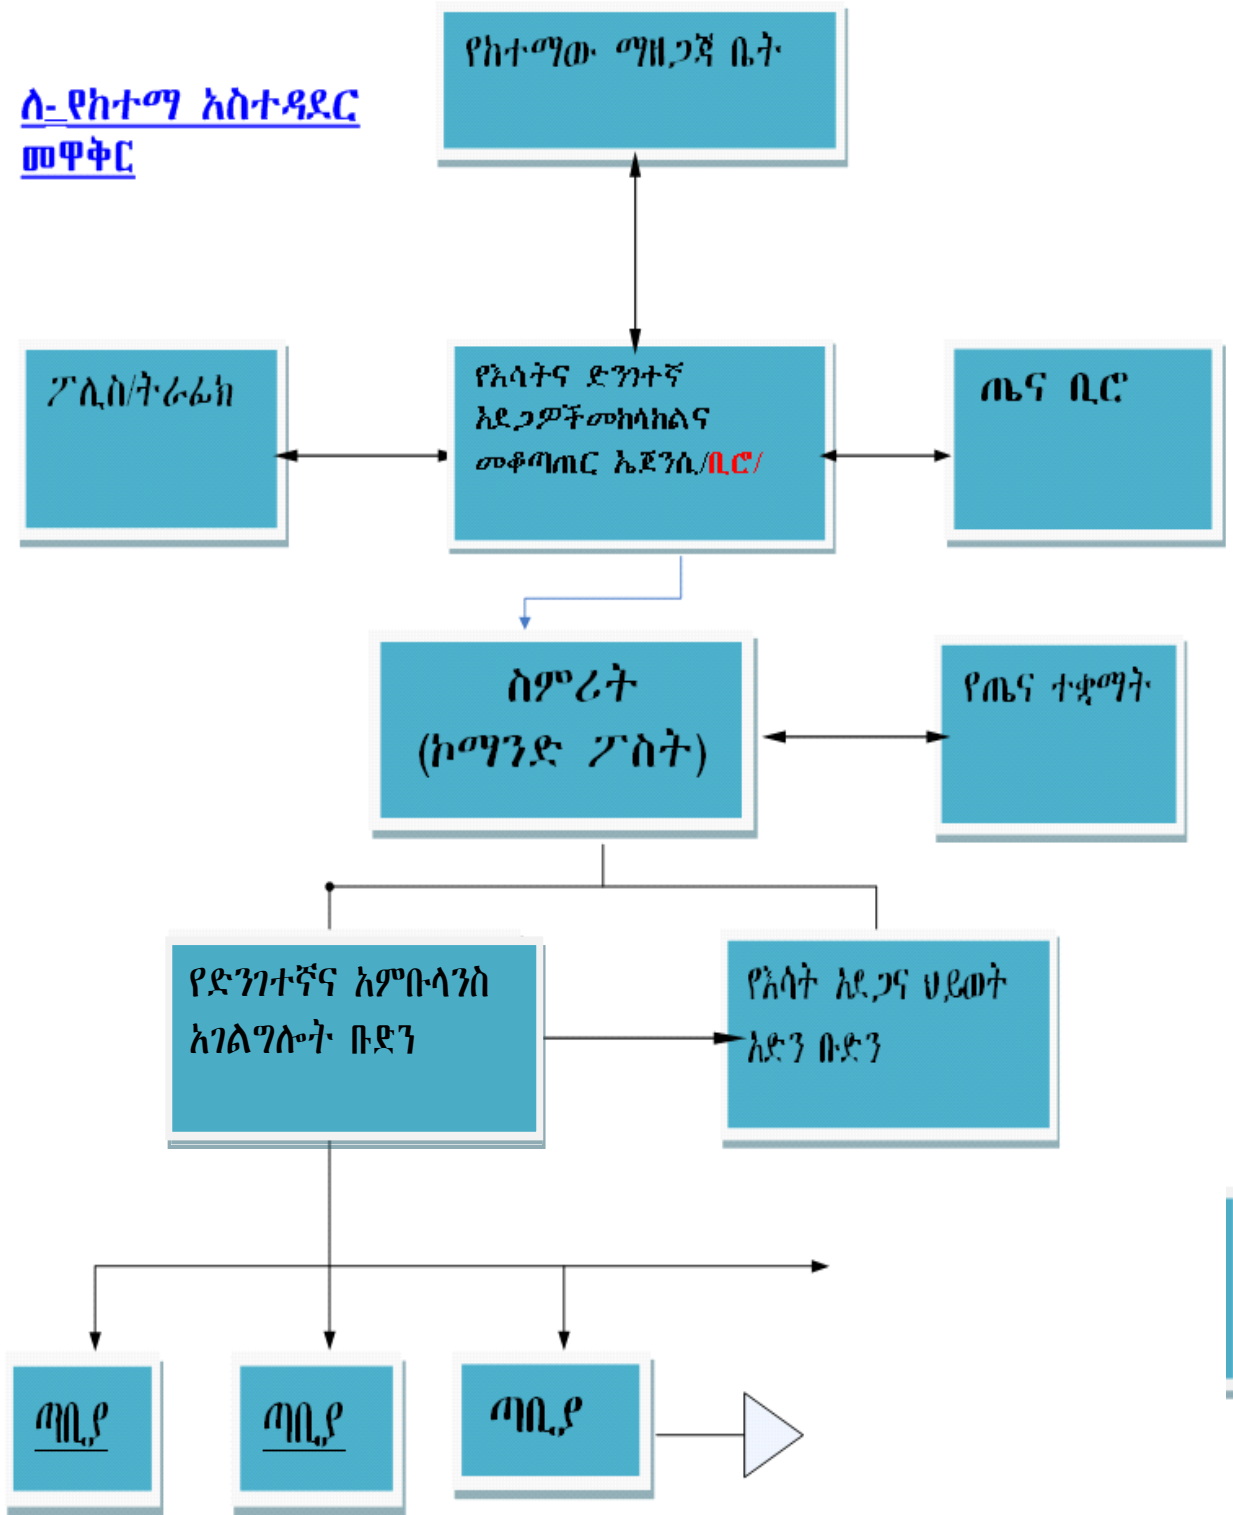 የከተማው ማዘጋጃ ቤት
ለ- የከተማ አስተዳደር
መዋቅር
ፖሊስ/ትራፊክ
የእሳትና ድንገተኛ
አደጋዎችመከላከልና
መቆጣጠር ኤጀንሲ/ቢሮ/
ጤና ቢሮ
ስምሪት
(ኮማንድ ፖስት)
የጤና ተቋማት
የድንገተኛና አምቡላንስ
አገልግሎት ቡድን
የእሳት አደጋና ህይወት
አድን ቡድን
ጣቢያ
ጣቢያ
ጣቢያ